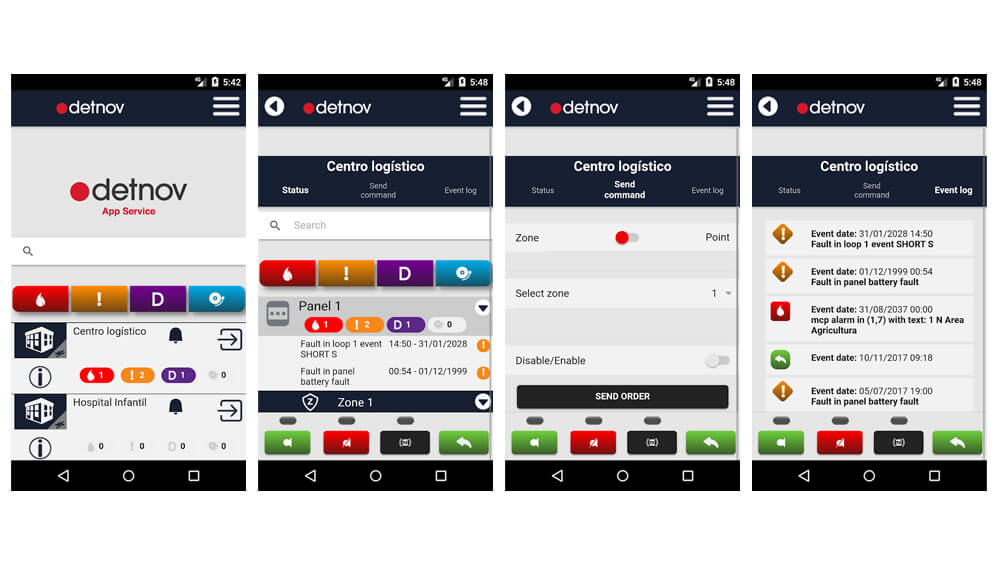 5:42
detnov
detnov
App Service
D
Centro logístico
1 2 D 1 0
Hospital Infantil
0 0 D 0 0
5:48
detnov
Centro logístico
Status Send command Event log
Search
D
Panel 1
1 2 D 1 0
Fault in loop 1 event 14:50 - 31/01/2028
SHORT S
Fault in panel 00:54 - 01/12/1999
battery fault
Z Zone 1
5:48
detnov
Centro logístico
Status Send command Event log
Zone Point
Select zone 1
Disable/Enable
SEND ORDER
5:48
detnov
Centro logístico
Status Send command Event log
Event date: 31/01/2028 14:50
Fault in loop 1 event SHORT S
Event date: 01/12/1999 00:54
Fault in panel battery fault
Event date: 31/08/2037 00:00
mcp alarm in (1,7) with text: 1 N Area
Agricultura
Event date: 10/11/2017 09:18
Event date: 05/07/2017 19:00
Fault in panel battery fault